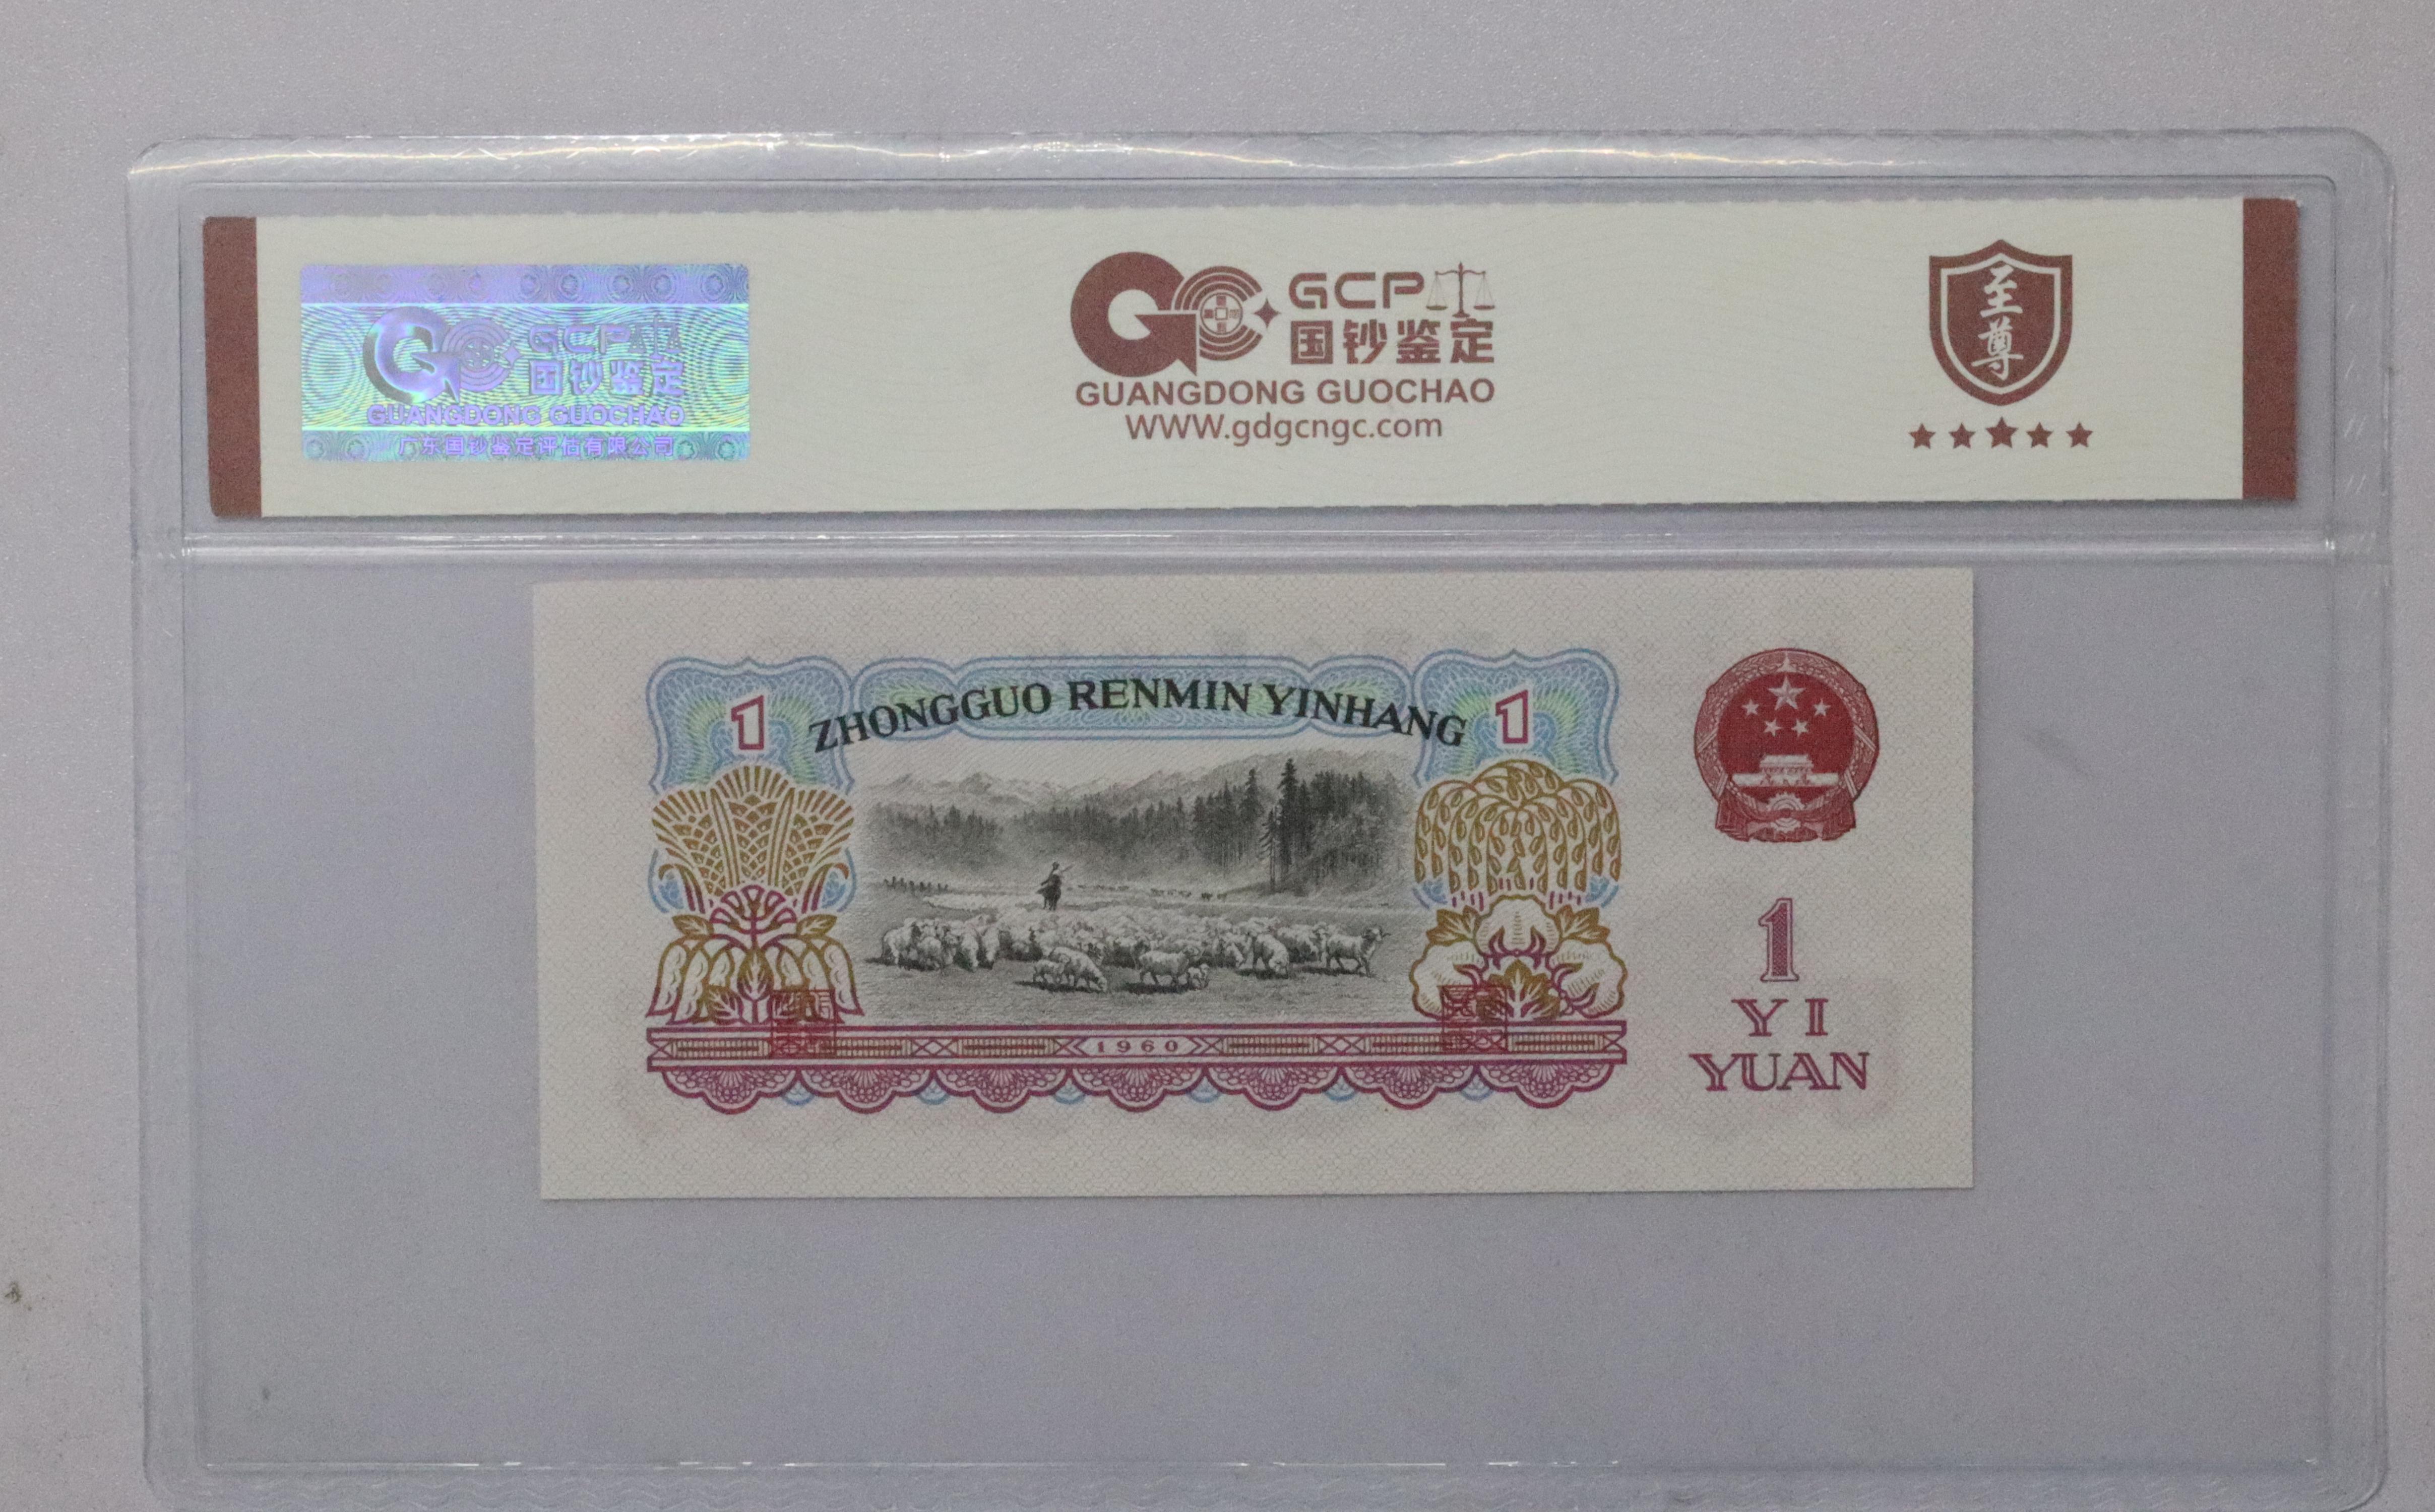 GCP
国钞鉴定
GUANGDONG GUOCHAO
广东国钞鉴定评估有限公司
GCP
国钞鉴定
GUANGDONG GUOCHAO
WWW.gdgcngc.com
至尊
1
ZHONGGUO RENMIN YINHANG
1
1960
1
YI
YUAN